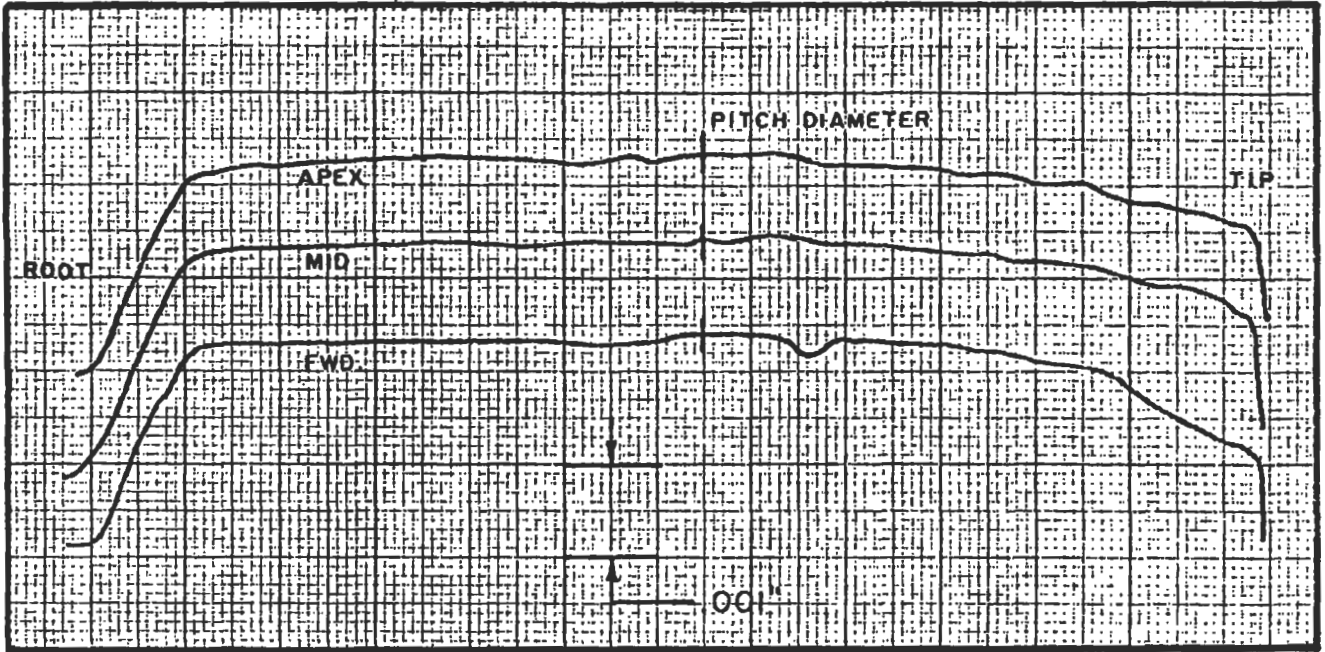 PITCH DIAMETER
APEX
TIP
ROOT
MID
FWD.
.001"